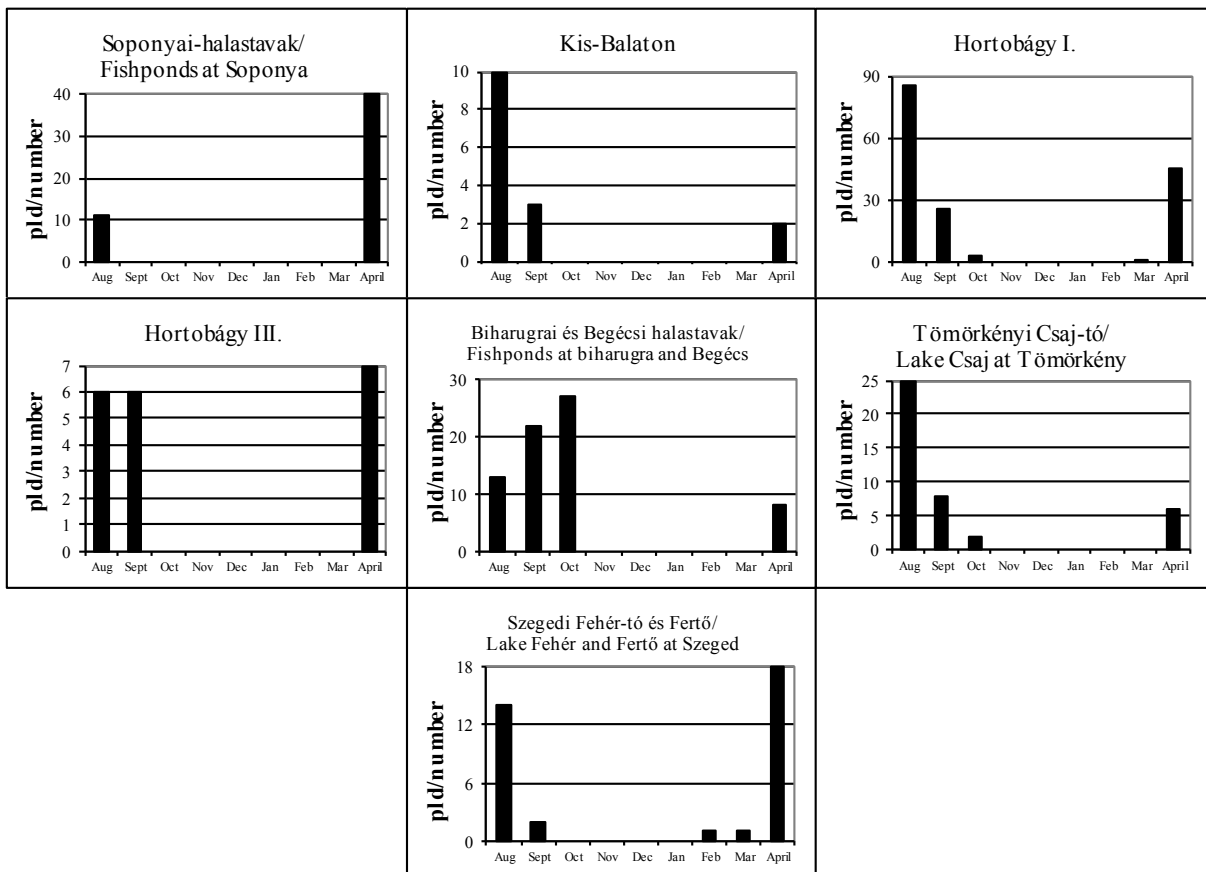 Soponyai-halastavak/
Fishponds at Soponya
pld/number
40
30
20
10
0
Aug Sept Oct Nov Dec Jan Feb Mar April
Kis-Balaton
pld/number
10
8
6
4
2
0
Aug Sept Oct Nov Dec Jan Feb Mar April
Hortobágy I.
pld/number
90
60
30
0
Aug Sept Oct Nov Dec Jan Feb Mar April
Hortobágy III.
pld/number
7
6
5
4
3
2
1
0
Aug Sept Oct Nov Dec Jan Feb Mar April
Biharugrai és Begécsi halastavak/
Fishponds at biharugra and Begécs
pld/number
30
20
10
0
Aug Sept Oct Nov Dec Jan Feb Mar April
Tömörkényi Csaj-tó/
Lake Csaj at Tömörkény
pld/number
25
20
15
10
5
0
Aug Sept Oct Nov Dec Jan Feb Mar April
Szegedi Fehér-tó és Fertő/
Lake Fehér and Fertő at Szeged
pld/number
18
12
6
0
Aug Sept Oct Nov Dec Jan Feb Mar April